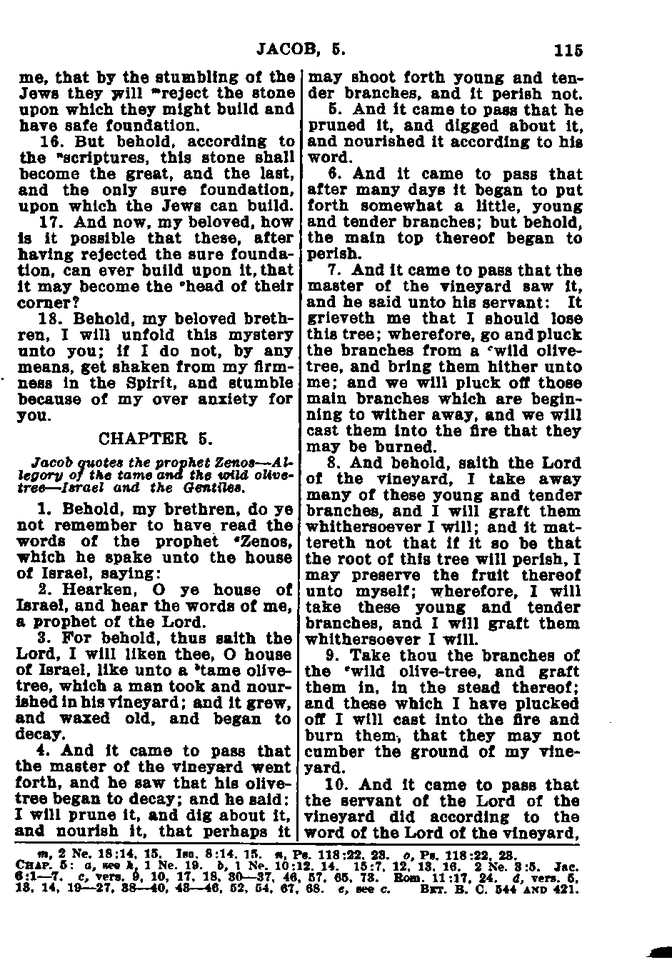 JACOB, 5. 115
me, that by the stumbling of the
Jews they will ᵐreject the stone
upon which they might build and
have safe foundation.
16. But behold, according to
the ⁿscriptures, this stone shall
become the great, and the last,
and the only sure foundation,
upon which the Jews can build.
17. And now, my beloved, how
is it possible that these, after
having rejected the sure founda-
tion, can ever build upon it, that
it may become the ᵒhead of their
corner?
18. Behold, my beloved breth-
ren, I will unfold this mystery
unto you; if I do not, by any
means, get shaken from my firm-
ness in the Spirit, and stumble
because of my over anxiety for
you.
CHAPTER 5.
Jacob quotes the prophet Zenos—Al-
legory of the tame and the wild olive-
tree—Israel and the Gentiles.
1. Behold, my brethren, do ye
not remember to have read the
words of the prophet ᵃZenos,
which he spake unto the house
of Israel, saying:
2. Hearken, O ye house of
Israel, and hear the words of me,
a prophet of the Lord.
3. For behold, thus saith the
Lord, I will liken thee, O house
of Israel, like unto a ᵇtame olive-
tree, which a man took and nour-
ished in his vineyard; and it grew,
and waxed old, and began to
decay.
4. And it came to pass that
the master of the vineyard went
forth, and he saw that his olive-
tree began to decay; and he said:
I will prune it, and dig about it,
and nourish it, that perhaps it
may shoot forth young and ten-
der branches, and it perish not.
5. And it came to pass that he
pruned it, and digged about it,
and nourished it according to his
word.
6. And it came to pass that
after many days it began to put
forth somewhat a little, young
and tender branches; but behold,
the main top thereof began to
perish.
7. And it came to pass that the
master of the vineyard saw it,
and he said unto his servant: It
grieveth me that I should lose
this tree; wherefore, go and pluck
the branches from a ᶜwild olive-
tree, and bring them hither unto
me; and we will pluck off those
main branches which are begin-
ning to wither away, and we will
cast them into the fire that they
may be burned.
8. And behold, saith the Lord
of the vineyard, I take away
many of these young and tender
branches, and I will graft them
whithersoever I will; and it mat-
tereth not that if it so be that
the root of this tree will perish, I
may preserve the fruit thereof
unto myself; wherefore, I will
take these young and tender
branches, and I will graft them
whithersoever I will.
9. Take thou the branches of
the ᵉwild olive-tree, and graft
them in, in the stead thereof;
and these which I have plucked
off I will cast into the fire and
burn them, that they may not
cumber the ground of my vine-
yard.
10. And it came to pass that
the servant of the Lord of the
vineyard did according to the
word of the Lord of the vineyard,
m, 2 Ne. 18:14, 15. Isa. 8:14, 15. n, Ps. 118:22, 23. o, Ps. 118:22, 23.
CHAP. 5: a, see k, 1 Ne. 19. b, 1 Ne. 10:12, 14. 15:7, 12, 13, 16. 2 Ne. 3:5. Jac.
6:1—7. c, vers. 9, 10, 17, 18, 30—37, 46, 57, 65, 73. Rom. 11:17, 24. d, vers. 6,
13, 14, 19—27, 38—40, 43—46, 52, 54, 67, 68. e, see c. BET. B. C. 544 AND 421.